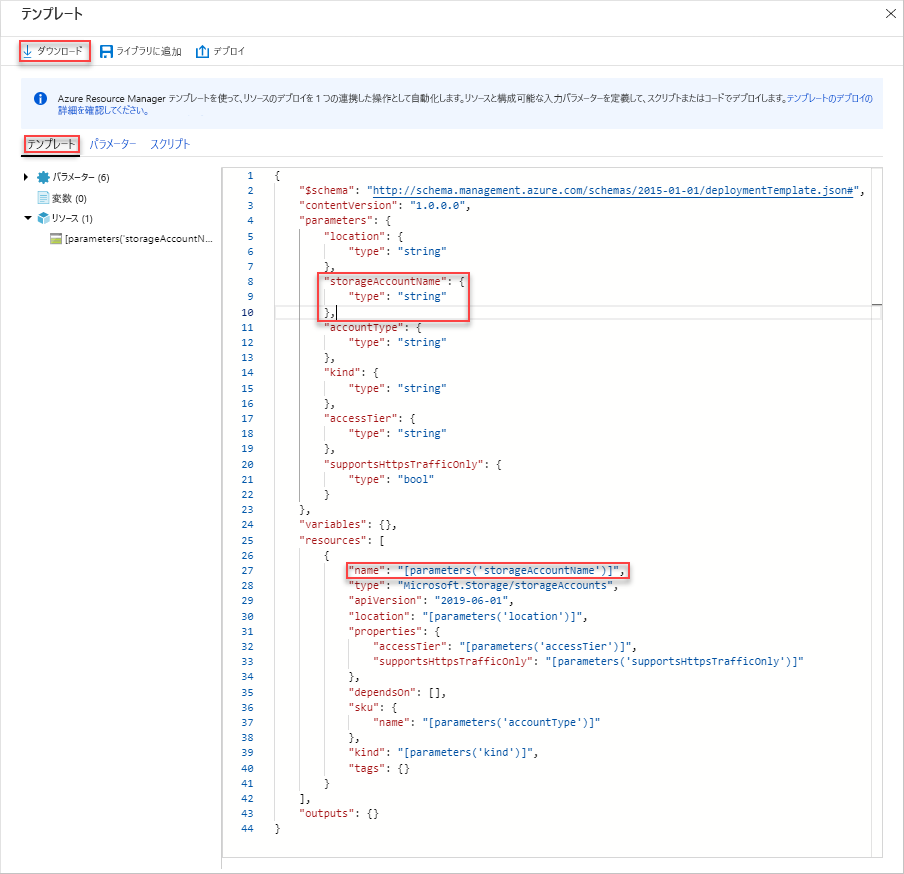 テンプレート
ダウンロード ライブラリに追加 デプロイ
Azure Resource Manager テンプレートを使って、リソースのデプロイを 1 つの連携した操作として自動化します。リソースと構成可能な入力パラメーターを定義して、スクリプトまたはコードでデプロイします。テンプレートのデプロイの
詳細を確認してください。
テンプレート パラメーター スクリプト
パラメーター (6)
変数 (0)
リソース (1)
[parameters('storageAccountN...
1 {
2 "$schema": "http://schema.management.azure.com/schemas/2015-01-01/deploymentTemplate.json#",
3 "contentVersion": "1.0.0.0",
4 "parameters": {
5 "location": {
6 "type": "string"
7 },
8 "storageAccountName": {
9 "type": "string"
10 },
11 "accountType": {
12 "type": "string"
13 },
14 "kind": {
15 "type": "string"
16 },
17 "accessTier": {
18 "type": "string"
19 },
20 "supportsHttpsTrafficOnly": {
21 "type": "bool"
22 }
23 },
24 "variables": {},
25 "resources": [
26 {
27 "name": "[parameters('storageAccountName')]",
28 "type": "Microsoft.Storage/storageAccounts",
29 "apiVersion": "2019-06-01",
30 "location": "[parameters('location')]",
31 "properties": {
32 "accessTier": "[parameters('accessTier')]",
33 "supportsHttpsTrafficOnly": "[parameters('supportsHttpsTrafficOnly')]"
34 },
35 "dependsOn": [],
36 "sku": {
37 "name": "[parameters('accountType')]"
38 },
39 "kind": "[parameters('kind')]",
40 "tags": {}
41 }
42 ],
43 "outputs": {}
44 }